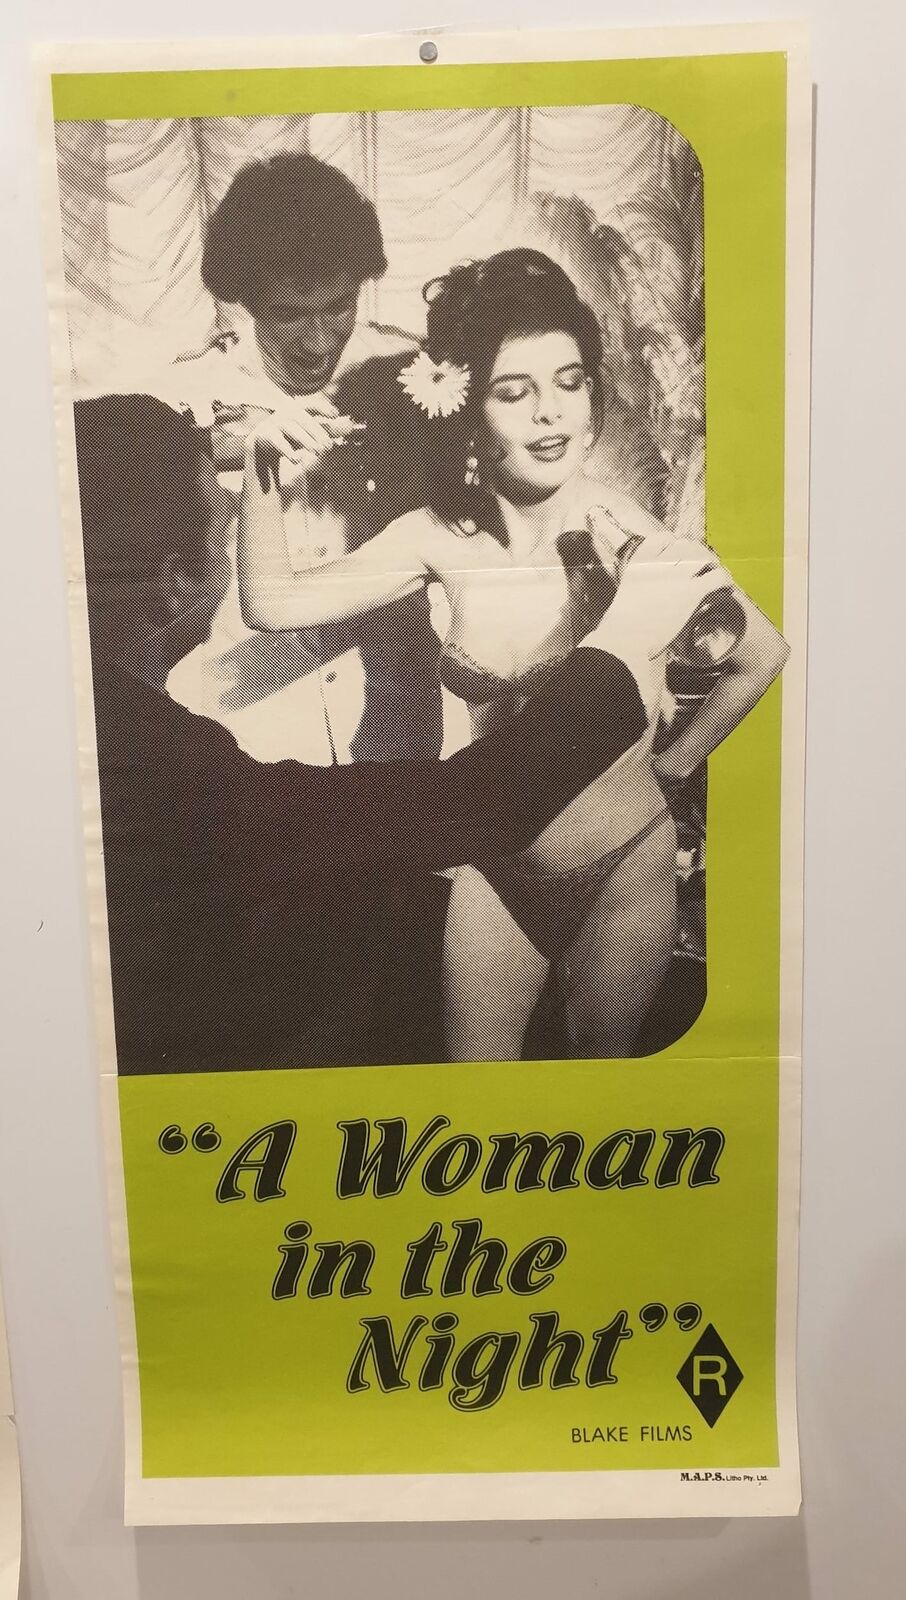 “A Woman
in the
Night”
R
BLAKE FILMS
M.A.P.S. Litho Pty. Ltd.